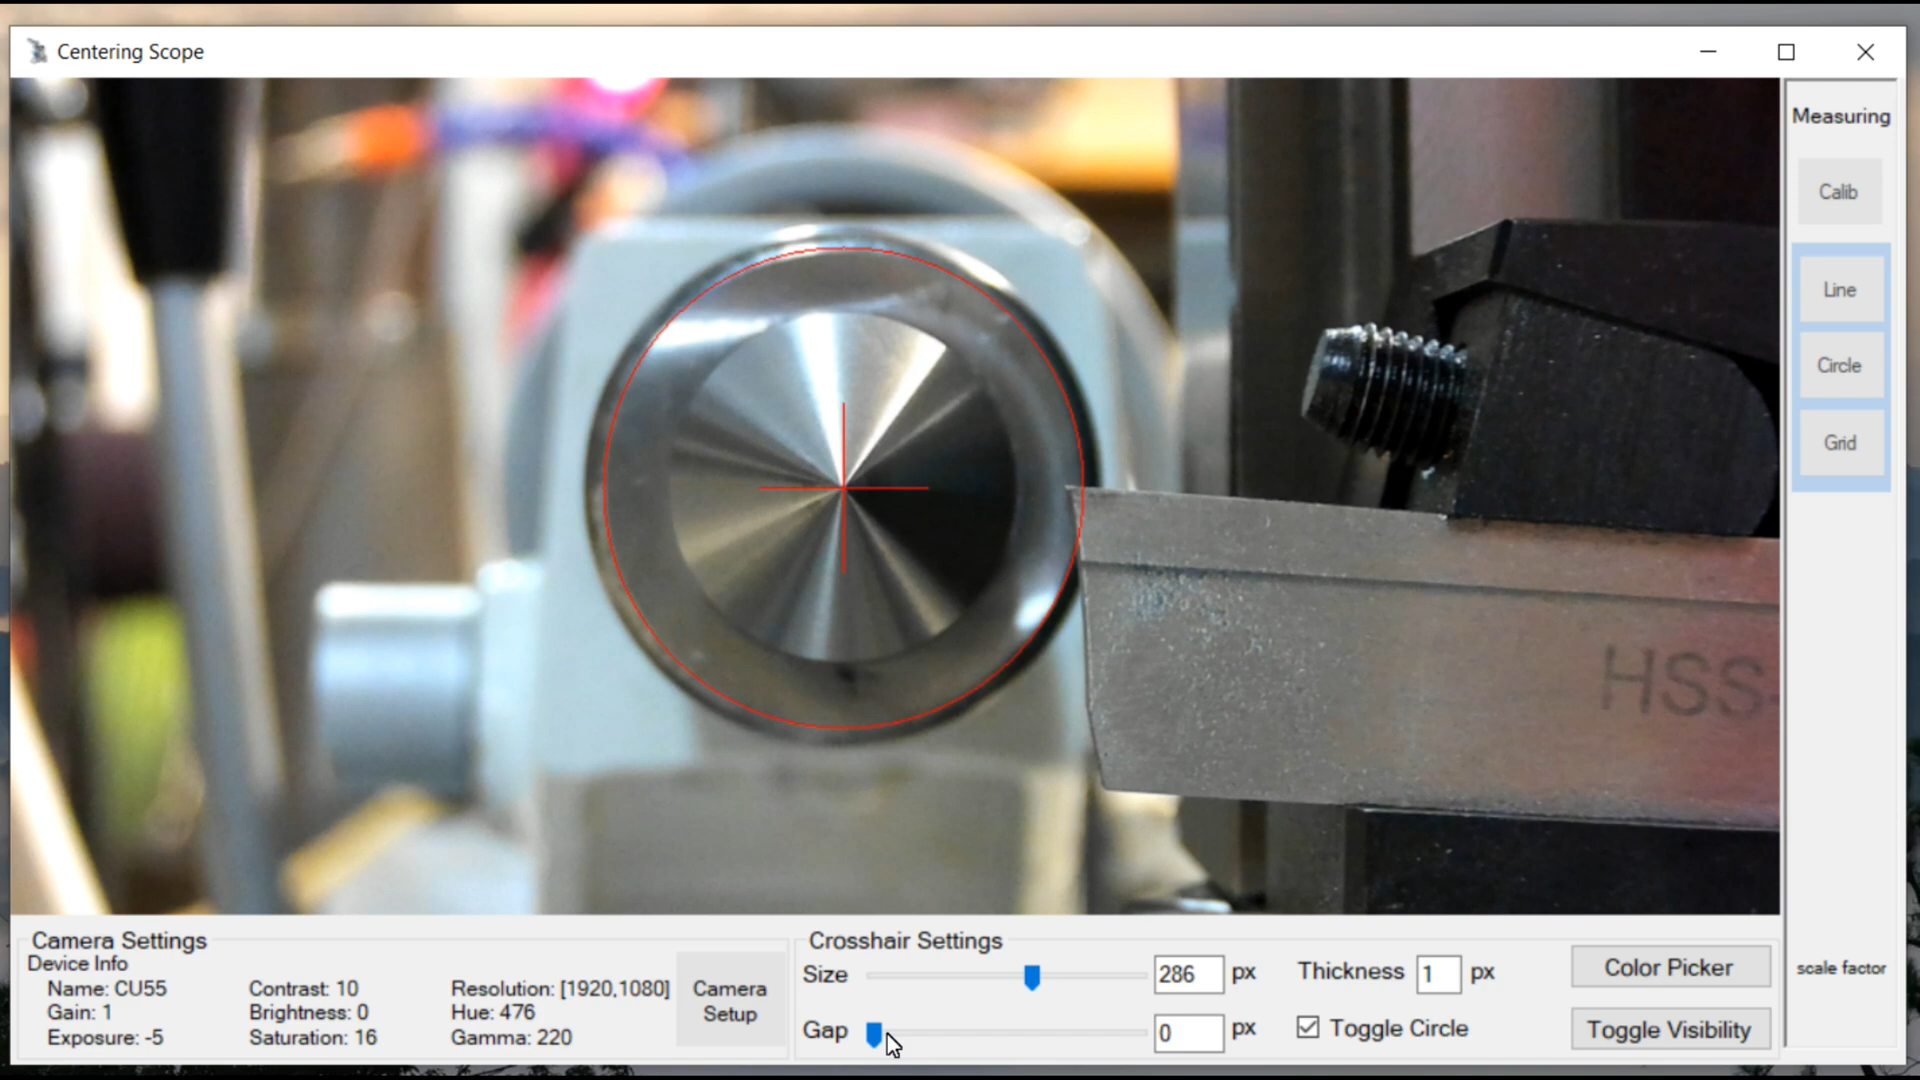 Centering Scope
Measuring
Calib
Line
Circle
Grid
HSS-
scale factor
Camera Settings
Device Info
Name: CU55
Gain: 1
Exposure: -5
Contrast: 10
Brightness: 0
Saturation: 16
Resolution: [1920,1080]
Hue: 476
Gamma: 220
Camera
Setup
Crosshair Settings
Size 286 px
Gap 0 px
Thickness 1 px
Toggle Circle
Color Picker
Toggle Visibility